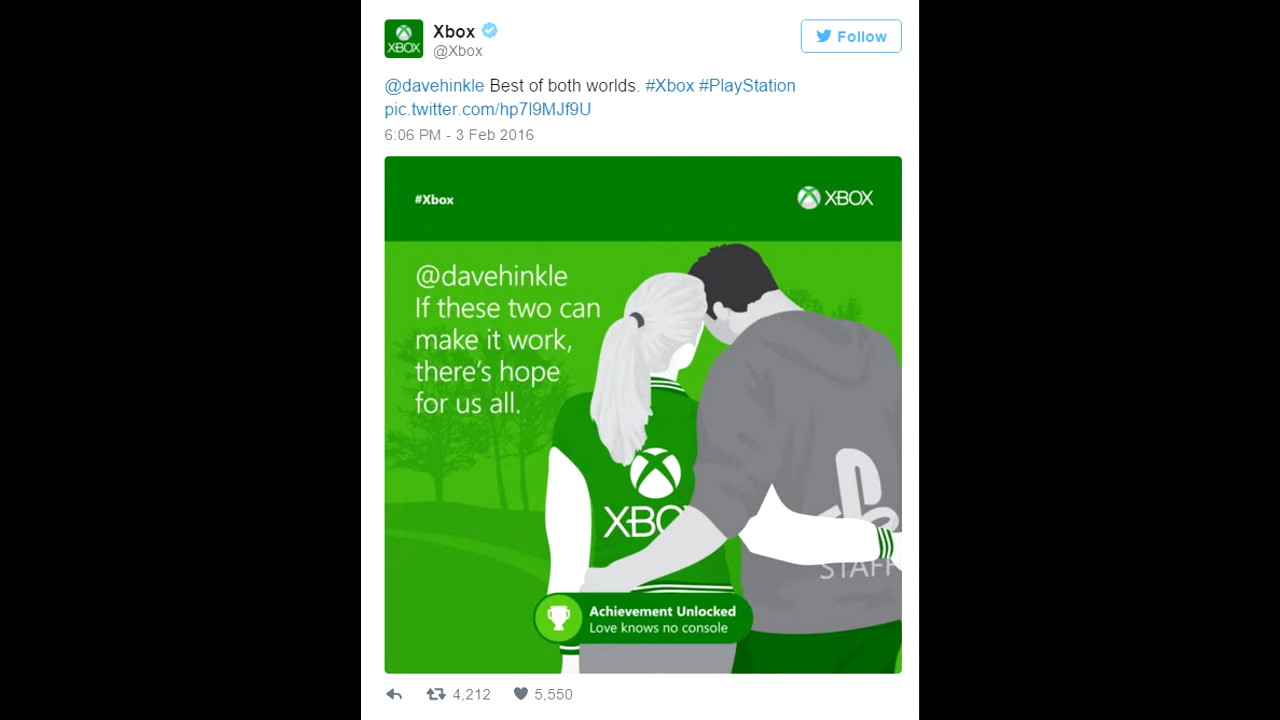 Xbox
@Xbox
Follow
@davehinkle Best of both worlds. #Xbox #PlayStation
pic.twitter.com/hp7l9MJf9U
6:06 PM - 3 Feb 2016
#Xbox
XBOX
@davehinkle
If these two can
make it work,
there's hope
for us all.
XBO
STAFF
Achievement Unlocked
Love knows no console
4,212
5,550